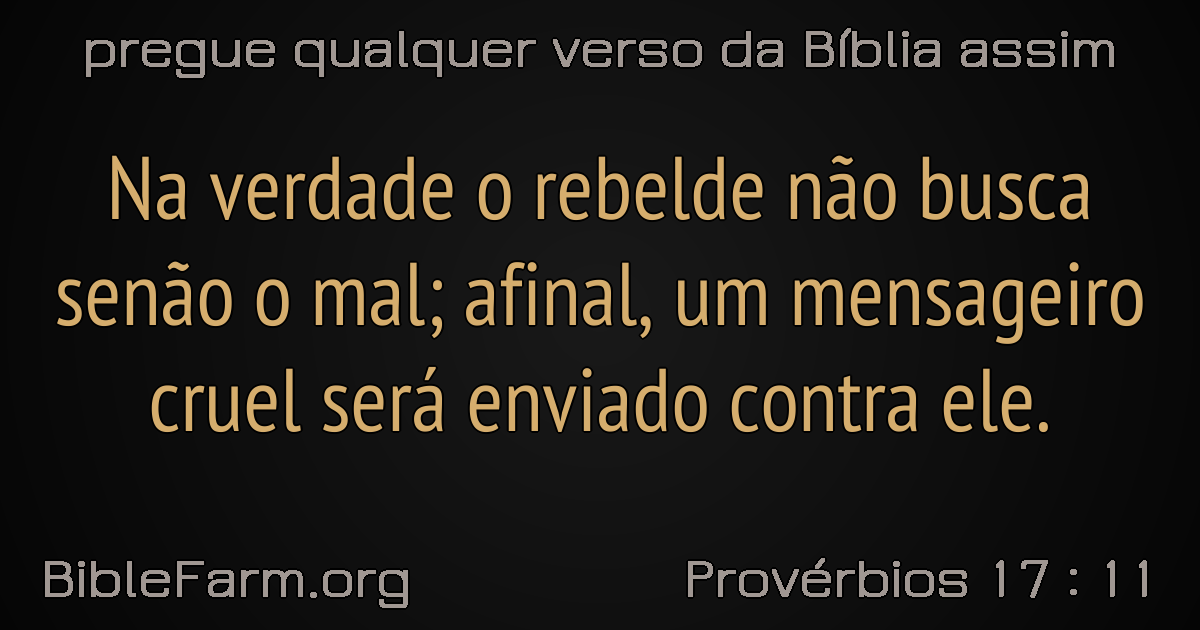 pregue qualquer verso da Bíblia assim
Na verdade o rebelde não busca
senão o mal; afinal, um mensageiro
cruel será enviado contra ele.
BibleFarm.org
Provérbios 17 : 11